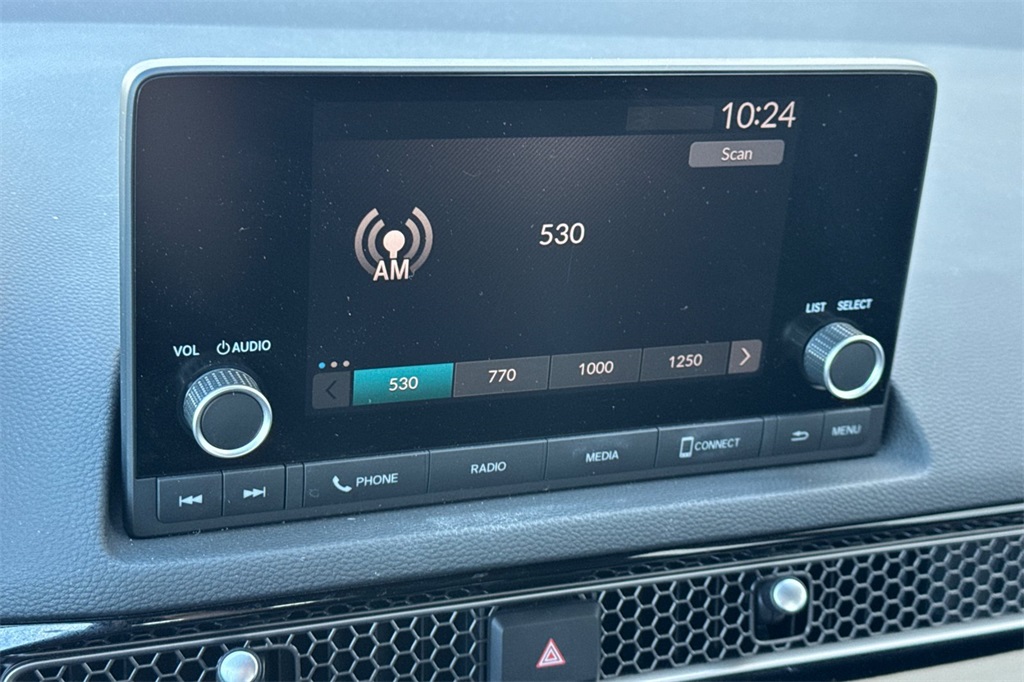 10:24
Scan
530
AM
LIST SELECT
VOL AUDIO
530 770 1000 1250
PHONE RADIO MEDIA CONNECT MENU